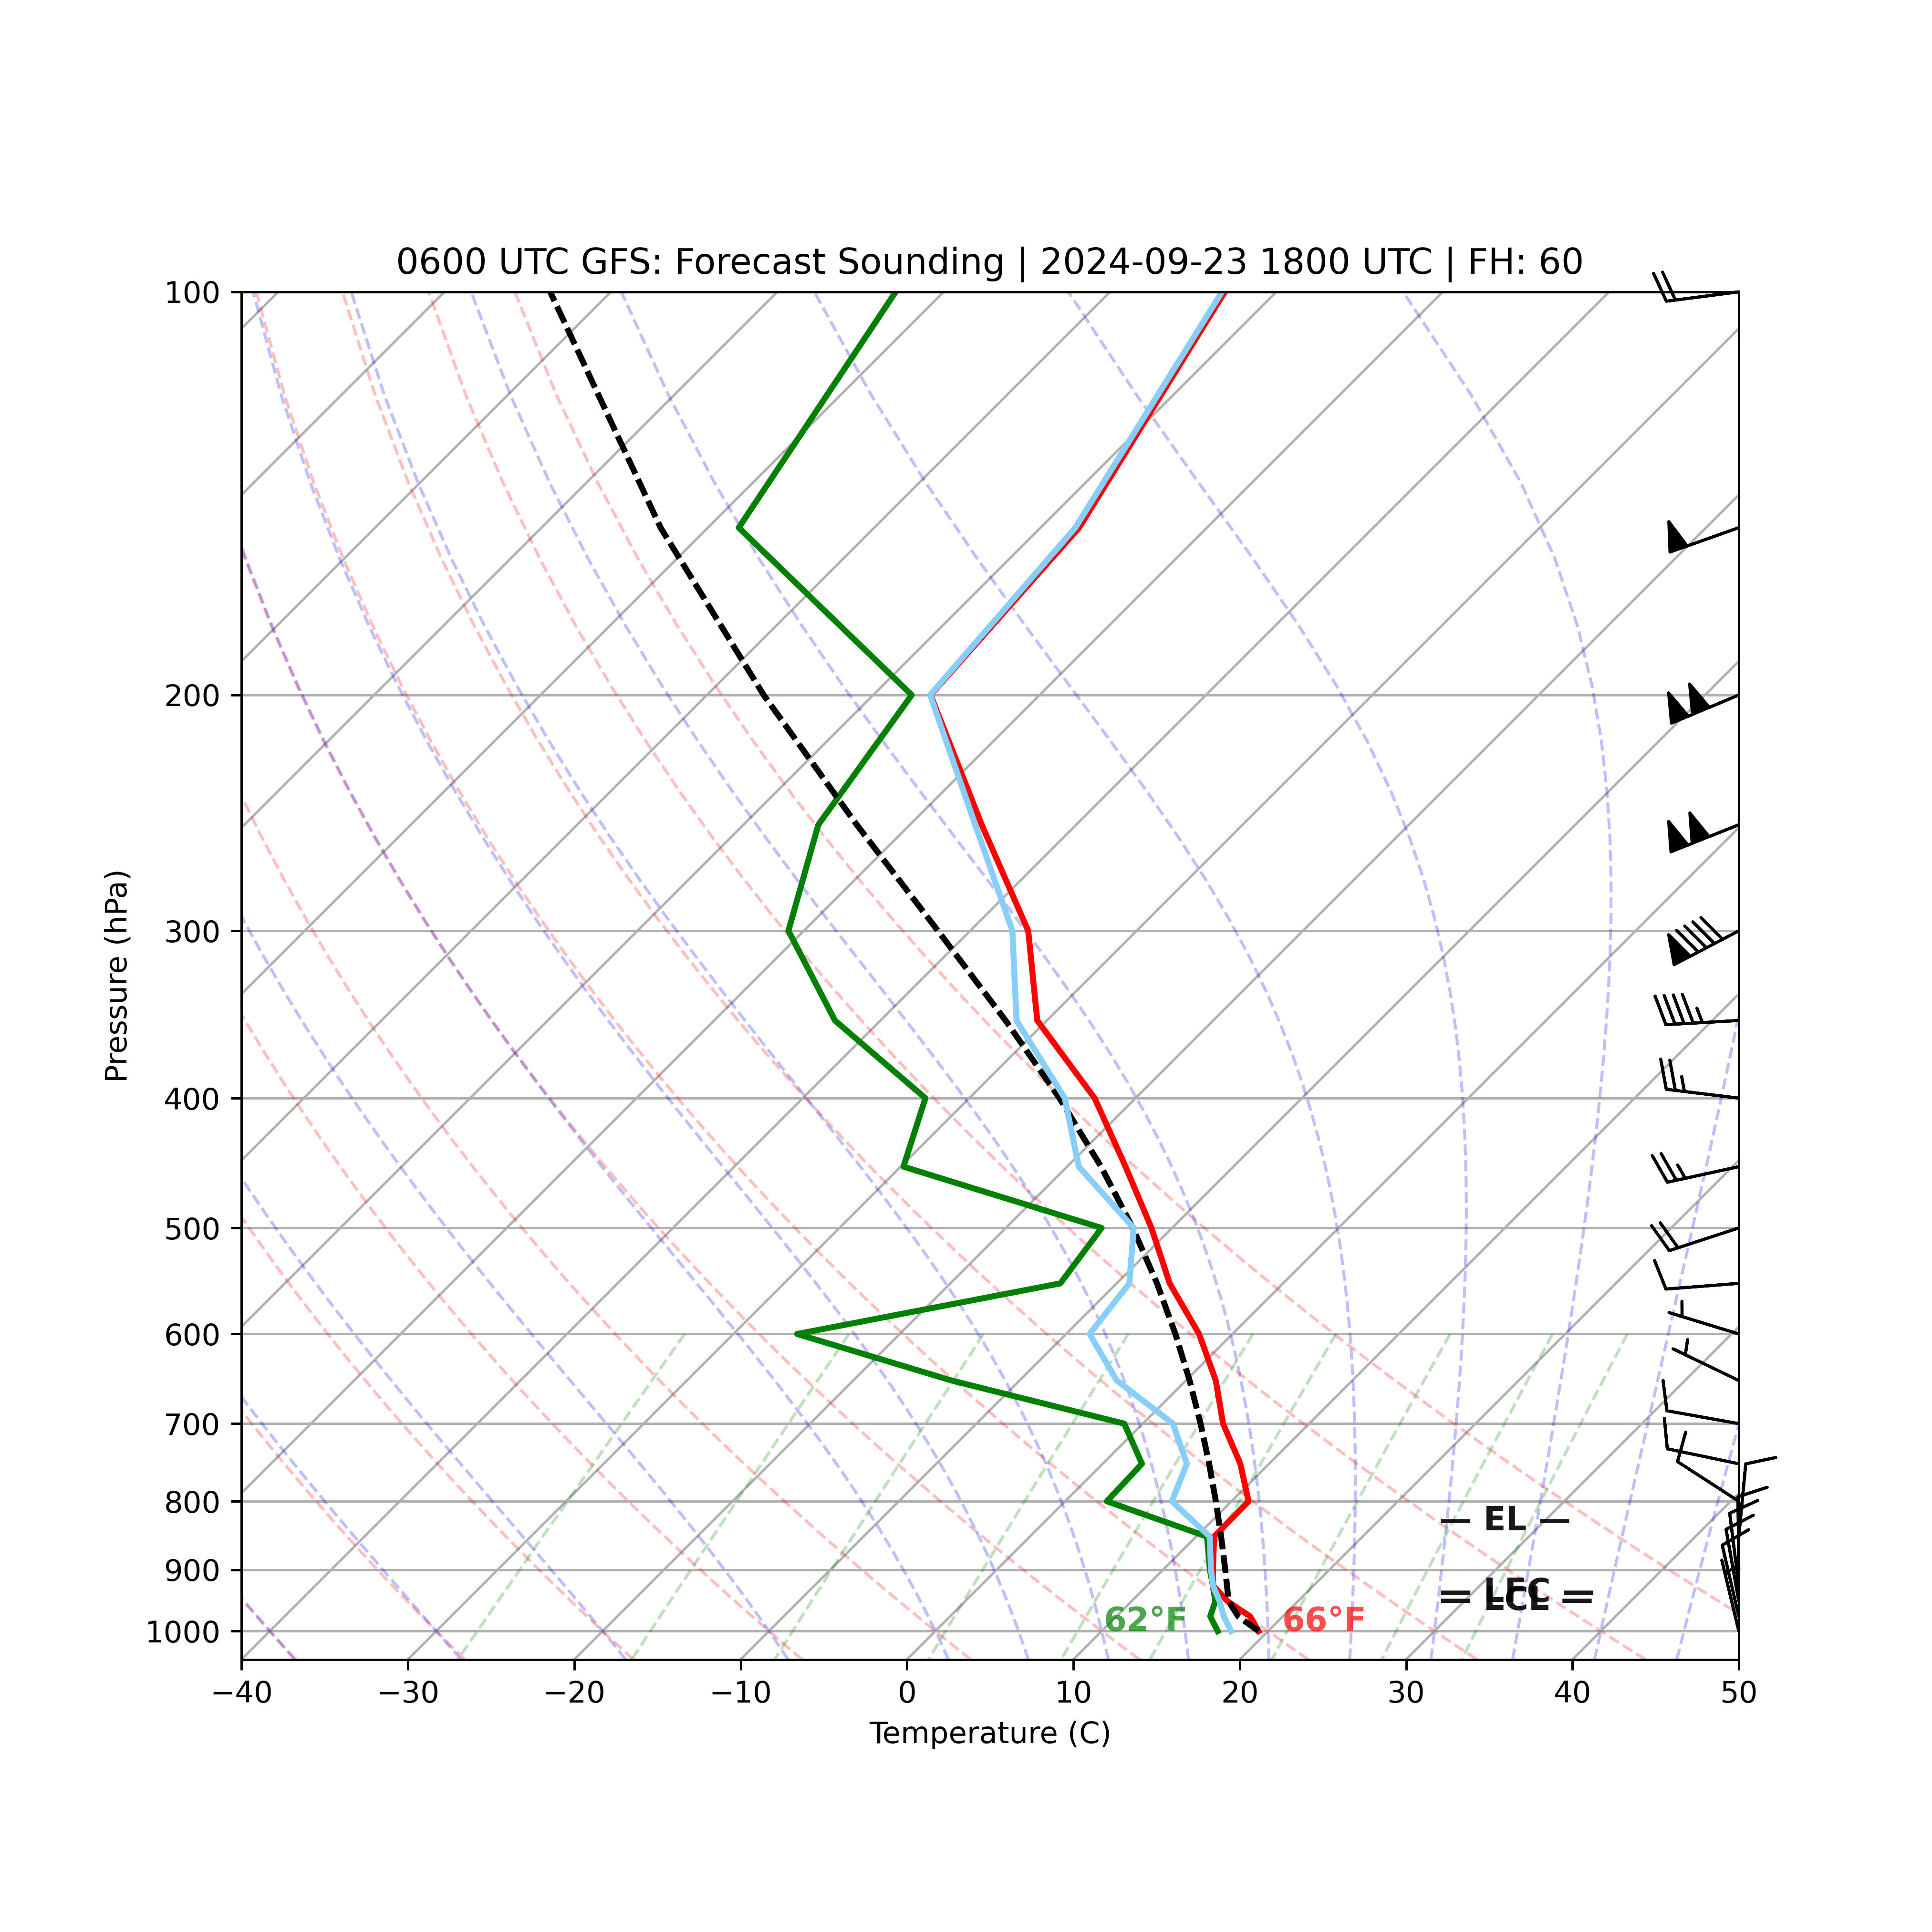 0600 UTC GFS: Forecast Sounding | 2024-09-23 1800 UTC | FH: 60
100
200
300
400
500
600
700
800
900
1000
Pressure (hPa)
— EL —
— LFC —
— LCL —
62°F
66°F
−40
−30
−20
−10
0
10
20
30
40
50
Temperature (C)